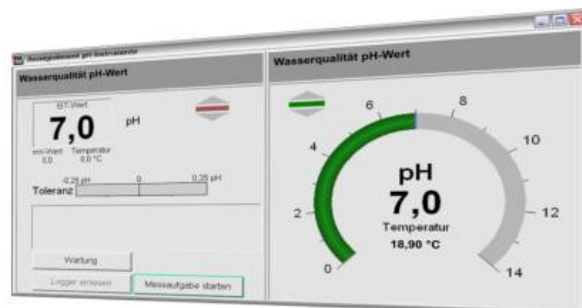 Wasserqualität pH-Wert
IST-Wert
7,0
pH
mV-Wert
Temperatur
0,0
0,0 °C
-0,25 pH
0
0,25 pH
Toleranz
Wartung
Logger einlesen
Messaufgabe starten
Wasserqualität pH-Wert
0
2
4
6
8
10
12
14
pH
7,0
Temperatur
18,90 °C